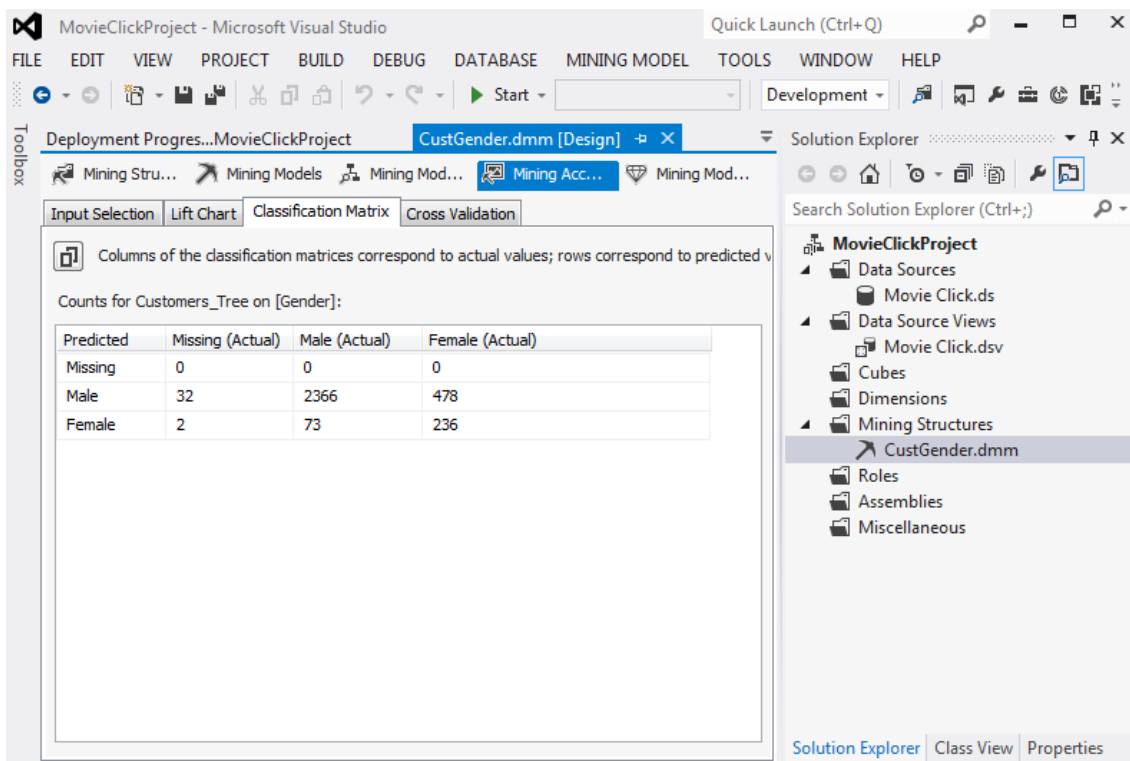 MovieClickProject - Microsoft Visual Studio
Quick Launch (Ctrl+Q)
FILE EDIT VIEW PROJECT BUILD DEBUG DATABASE MINING MODEL TOOLS WINDOW HELP
Start Development
Toolbox
Deployment Progres...MovieClickProject CustGender.dmm [Design]
Mining Stru... Mining Models Mining Mod... Mining Acc... Mining Mod...
Input Selection Lift Chart Classification Matrix Cross Validation
Columns of the classification matrices correspond to actual values; rows correspond to predicted v
Counts for Customers_Tree on [Gender]:
Predicted Missing (Actual) Male (Actual) Female (Actual)
Missing 0 0 0
Male 32 2366 478
Female 2 73 236
Solution Explorer
Search Solution Explorer (Ctrl+;)
MovieClickProject
Data Sources
Movie Click.ds
Data Source Views
Movie Click.dsv
Cubes
Dimensions
Mining Structures
CustGender.dmm
Roles
Assemblies
Miscellaneous
Solution Explorer Class View Properties